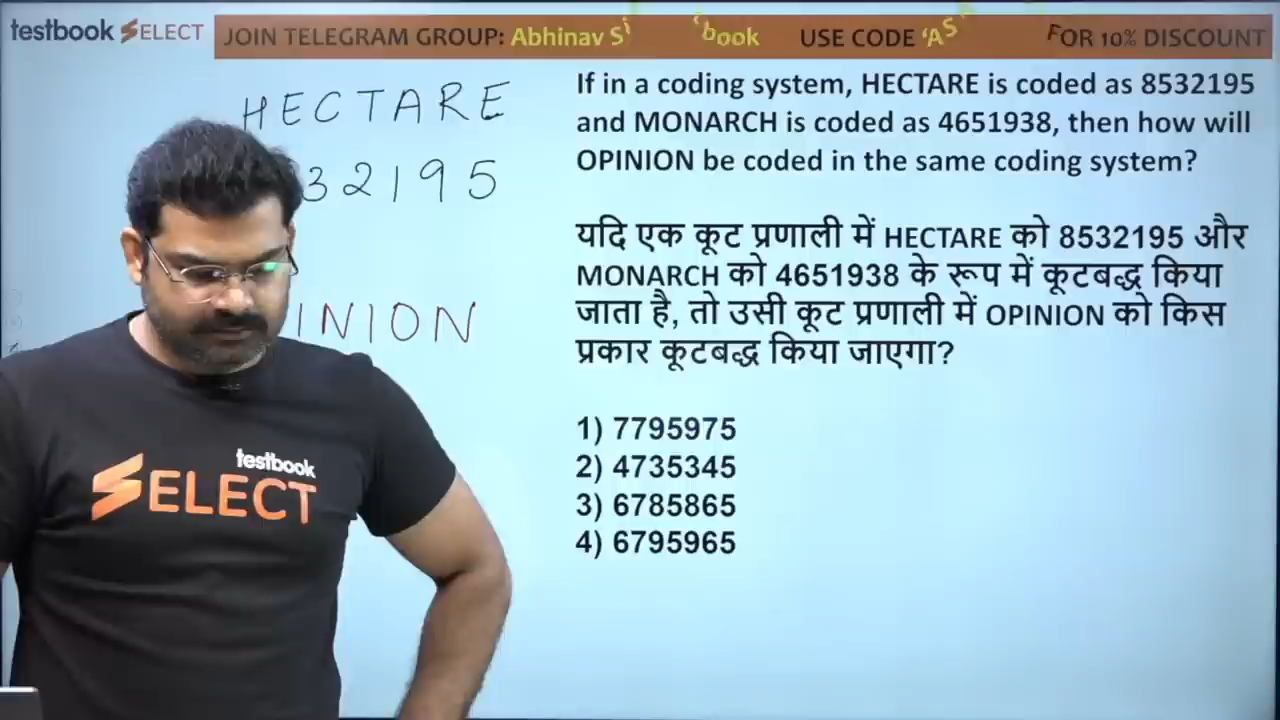 testbook SELECT
JOIN TELEGRAM GROUP: Abhinav Si book USE CODE 'AS FOR 10% DISCOUNT
HECTARE
32195
INION
If in a coding system, HECTARE is coded as 8532195
and MONARCH is coded as 4651938, then how will
OPINION be coded in the same coding system?
यदि एक कूट प्रणाली में HECTARE को 8532195 और
MONARCH को 4651938 के रूप में कूटबद्ध किया
जाता है, तो उसी कूट प्रणाली में OPINION को किस
प्रकार कूटबद्ध किया जाएगा?
1) 7795975
2) 4735345
3) 6785865
4) 6795965
testbook
SELECT